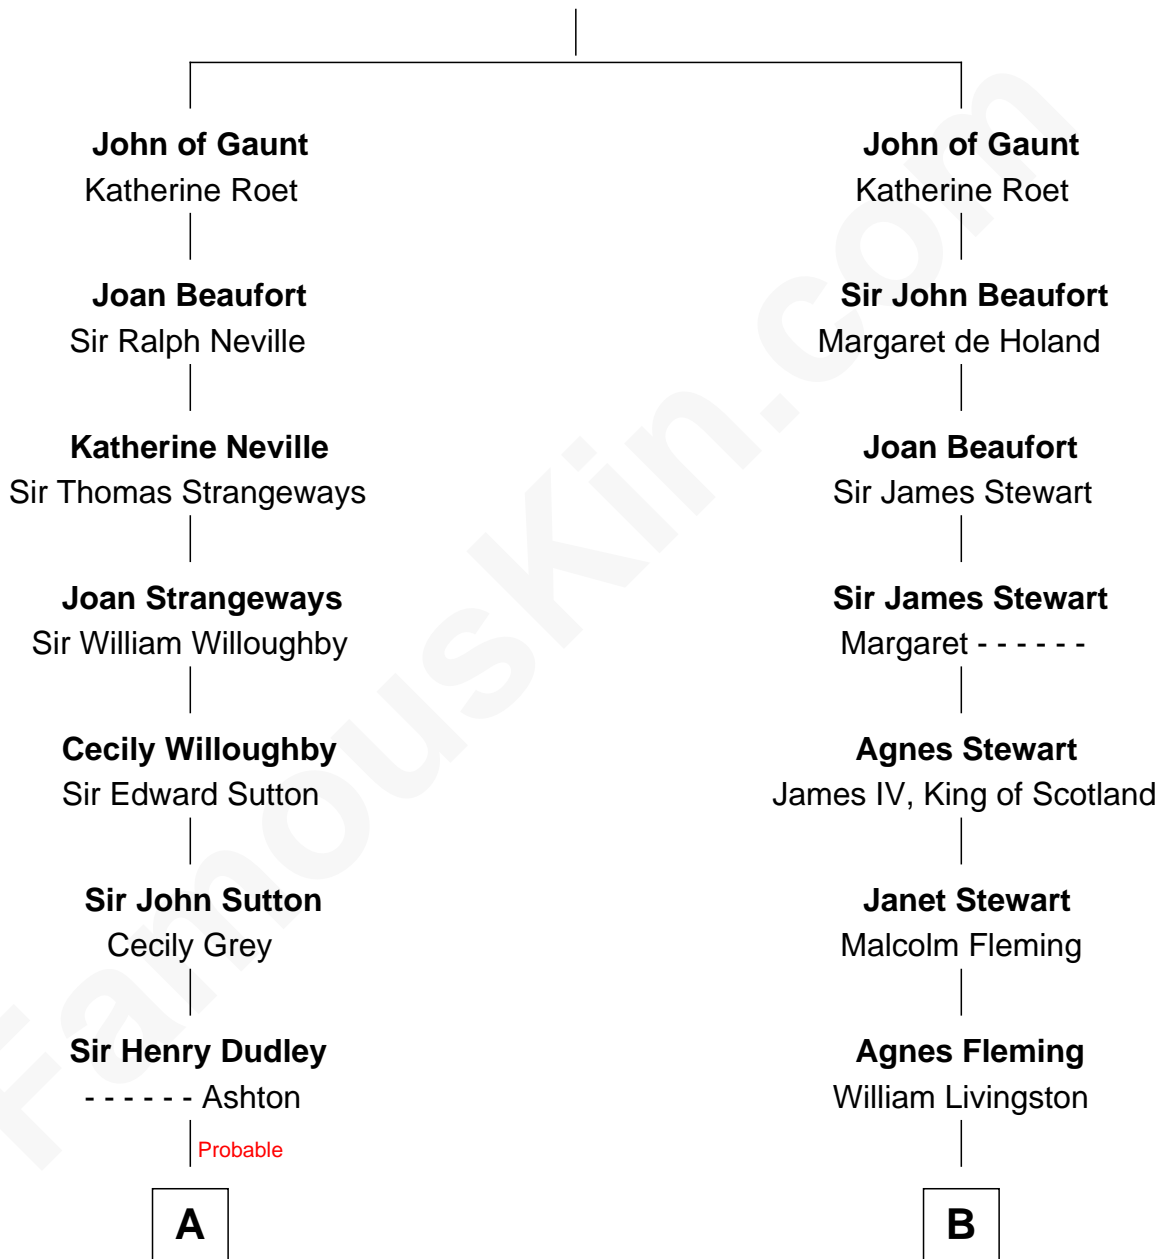 John of Gaunt
Katherine Roet
Joan Beaufort
Sir Ralph Neville
Katherine Neville
Sir Thomas Strangeways
Joan Strangeways
Sir William Willoughby
Cecily Willoughby
Sir Edward Sutton
Sir John Sutton
Cecily Grey
Sir Henry Dudley
- - - - - - Ashton
Probable
A
John of Gaunt
Katherine Roet
Sir John Beaufort
Margaret de Holand
Joan Beaufort
Sir James Stewart
Sir James Stewart
Margaret - - - - - -
Agnes Stewart
James IV, King of Scotland
Janet Stewart
Malcolm Fleming
Agnes Fleming
William Livingston
B
FamousKin.com